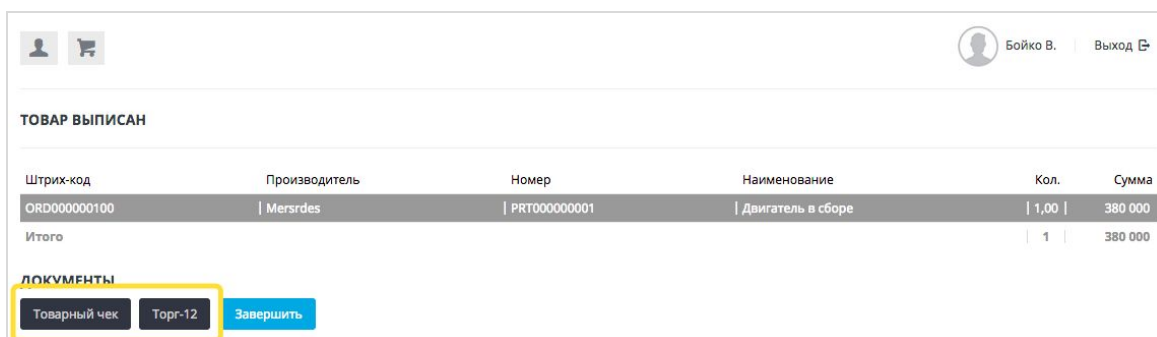 Бойко В. Выход
ТОВАР ВЫПИСАН
Штрих-код Производитель Номер Наименование Кол. Сумма
ORD000000100 | Mersrdes | PRT000000001 | Двигатель в сборе | 1,00 | 380 000
Итого | 1 | 380 000
ДОКУМЕНТЫ
Товарный чек Торг-12 Завершить